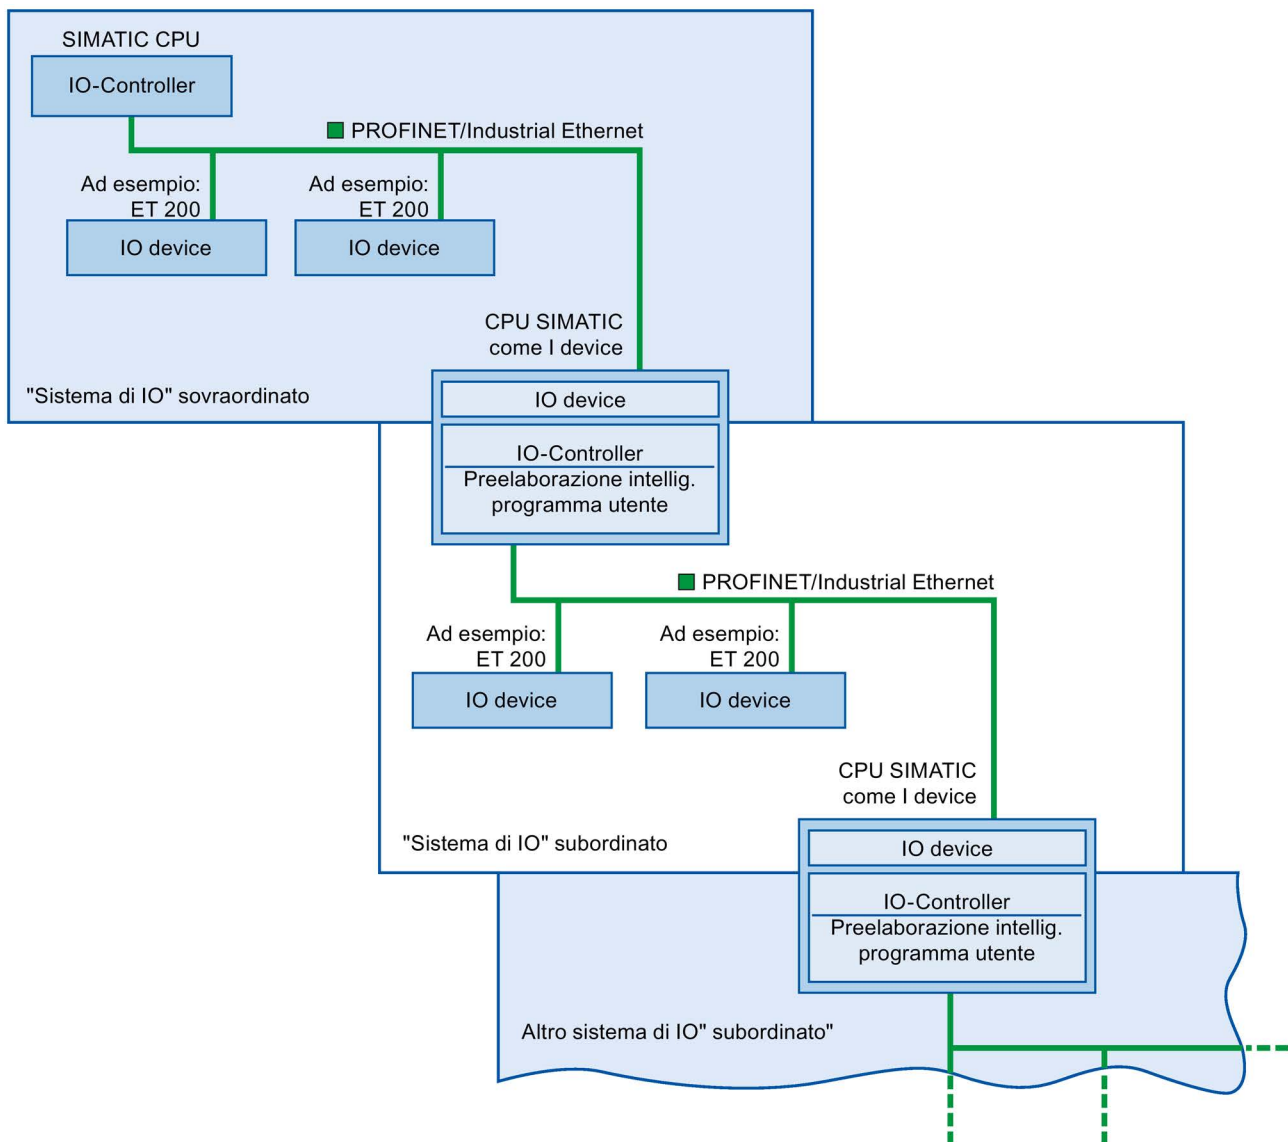 SIMATIC CPU
IO-Controller
PROFINET/Industrial Ethernet
Ad esempio:
ET 200
IO device
Ad esempio:
ET 200
IO device
CPU SIMATIC
come I device
"Sistema di IO" sovraordinato
IO device
IO-Controller
Preelaborazione intellig.
programma utente
PROFINET/Industrial Ethernet
Ad esempio:
ET 200
IO device
Ad esempio:
ET 200
IO device
CPU SIMATIC
come I device
"Sistema di IO" subordinato
IO device
IO-Controller
Preelaborazione intellig.
programma utente
Altro sistema di IO" subordinato"